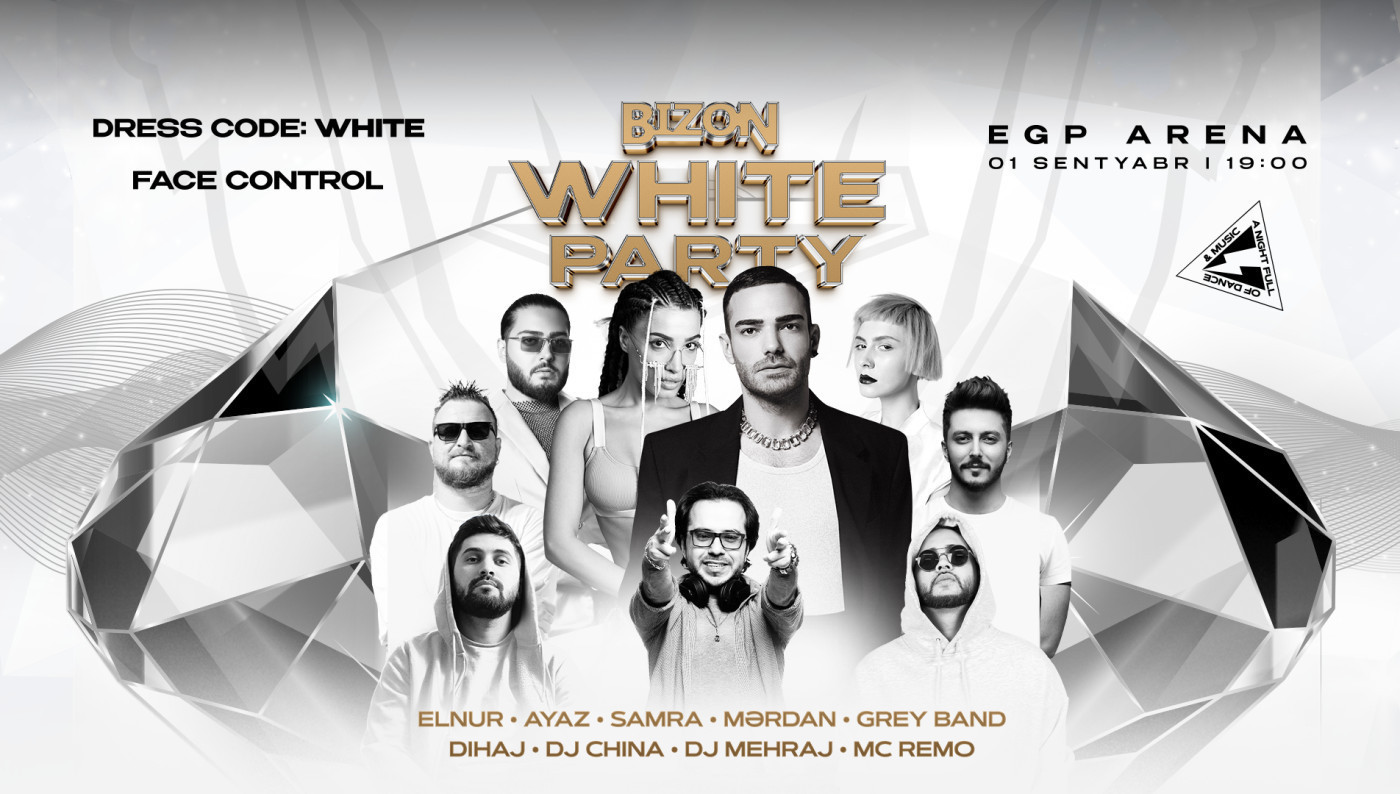 DRESS CODE: WHITE
FACE CONTROL
BIZON
WHITE
PARTY
EGP ARENA
01 SENTYABR | 19:00
A NIGHT FULL
OF DANCE
& MUSIC
ELNUR • AYAZ • SAMRA • MƏRDAN • GREY BAND
DIHAJ • DJ CHINA • DJ MEHRAJ • MC REMO